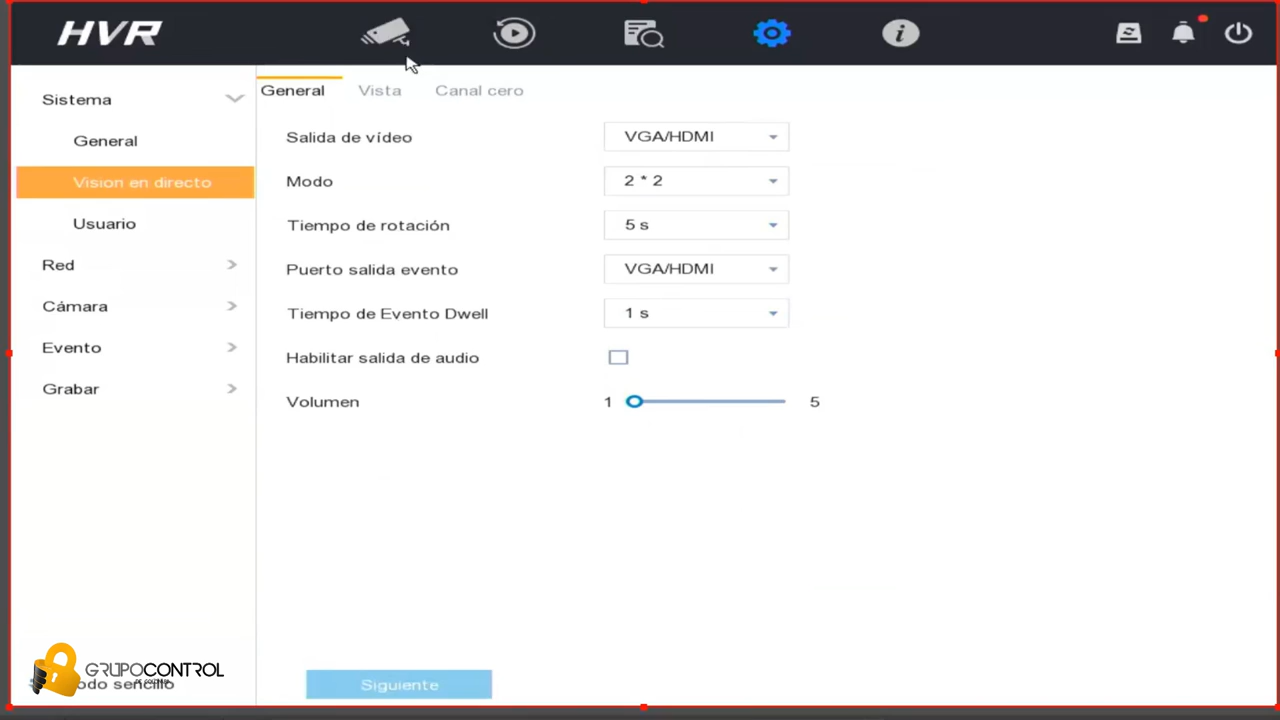 HVR
Sistema
General
Vision en directo
Usuario
Red
Cámara
Evento
Grabar
General Vista Canal cero
Salida de vídeo VGA/HDMI
Modo 2 * 2
Tiempo de rotación 5 s
Puerto salida evento VGA/HDMI
Tiempo de Evento Dwell 1 s
Habilitar salida de audio
Volumen 1 5
GRUPOCONTROL
sencillo
Siguiente